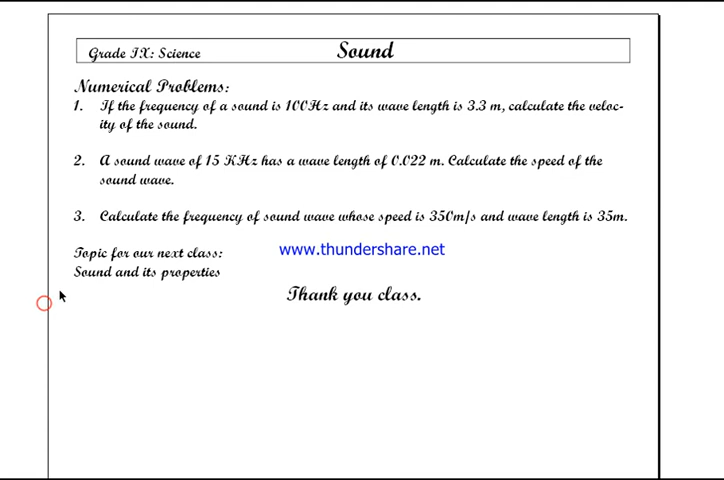 Grade IX: Science Sound
Numerical Problems:
1. If the frequency of a sound is 100Hz and its wave length is 3.3 m, calculate the veloc-
ity of the sound.
2. A sound wave of 15 KHz has a wave length of 0.022 m. Calculate the speed of the
sound wave.
3. Calculate the frequency of sound wave whose speed is 350m/s and wave length is 35m.
Topic for our next class:
www.thundershare.net
Sound and its properties
Thank you class.